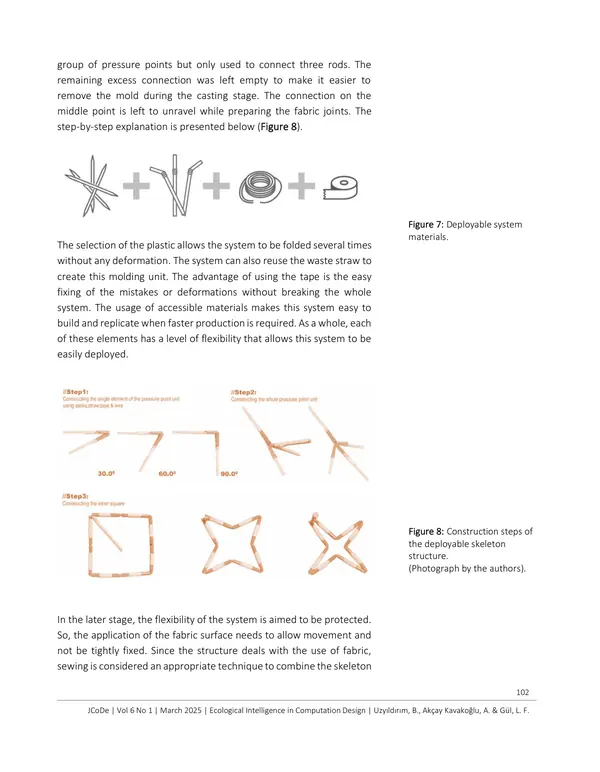 group of pressure points but only used to connect three rods. The
remaining excess connection was left empty to make it easier to
remove the mold during the casting stage. The connection on the
middle point is left to unravel while preparing the fabric joints. The
step-by-step explanation is presented below (Figure 8).
Figure 7: Deployable system
materials.
The selection of the plastic allows the system to be folded several times
without any deformation. The system can also reuse the waste straw to
create this molding unit. The advantage of using the tape is the easy
fixing of the mistakes or deformations without breaking the whole
system. The usage of accessible materials makes this system easy to
build and replicate when faster production is required. As a whole, each
of these elements has a level of flexibility that allows this system to be
easily deployed.
//Step1:
Constructing the single element of the pressure point unit
using sticks,straw,tape & wire
//Step2:
Constructing the whole pressure point unit
30.0º
60.0º
90.0º
//Step3:
Constructing the inner square
Figure 8: Construction steps of
the deployable skeleton
structure.
(Photograph by the authors).
In the later stage, the flexibility of the system is aimed to be protected.
So, the application of the fabric surface needs to allow movement and
not be tightly fixed. Since the structure deals with the use of fabric,
sewing is considered an appropriate technique to combine the skeleton
102
JCoDe | Vol 6 No 1 | March 2025 | Ecological Intelligence in Computation Design | Uzyıldırım, B., Akçay Kavakoğlu, A. & Gül, L. F.